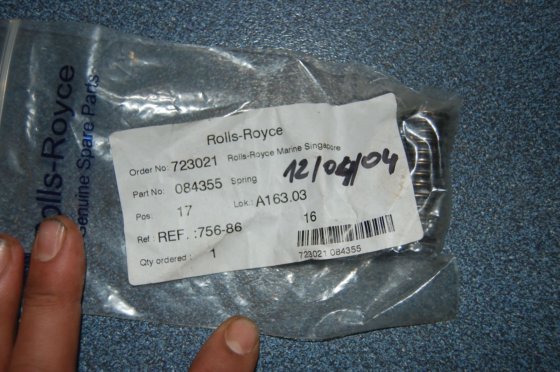 Rolls-Royce
Genuine Spare Parts
Rolls-Royce
Order No: 723021 Rolls-Royce Marine Singapore
12/04/04
Part No: 084355 Spring
Pos: 17 Lok.: A163.03
Ref : REF. :756-86 16
Qty ordered : 1 723021 084355